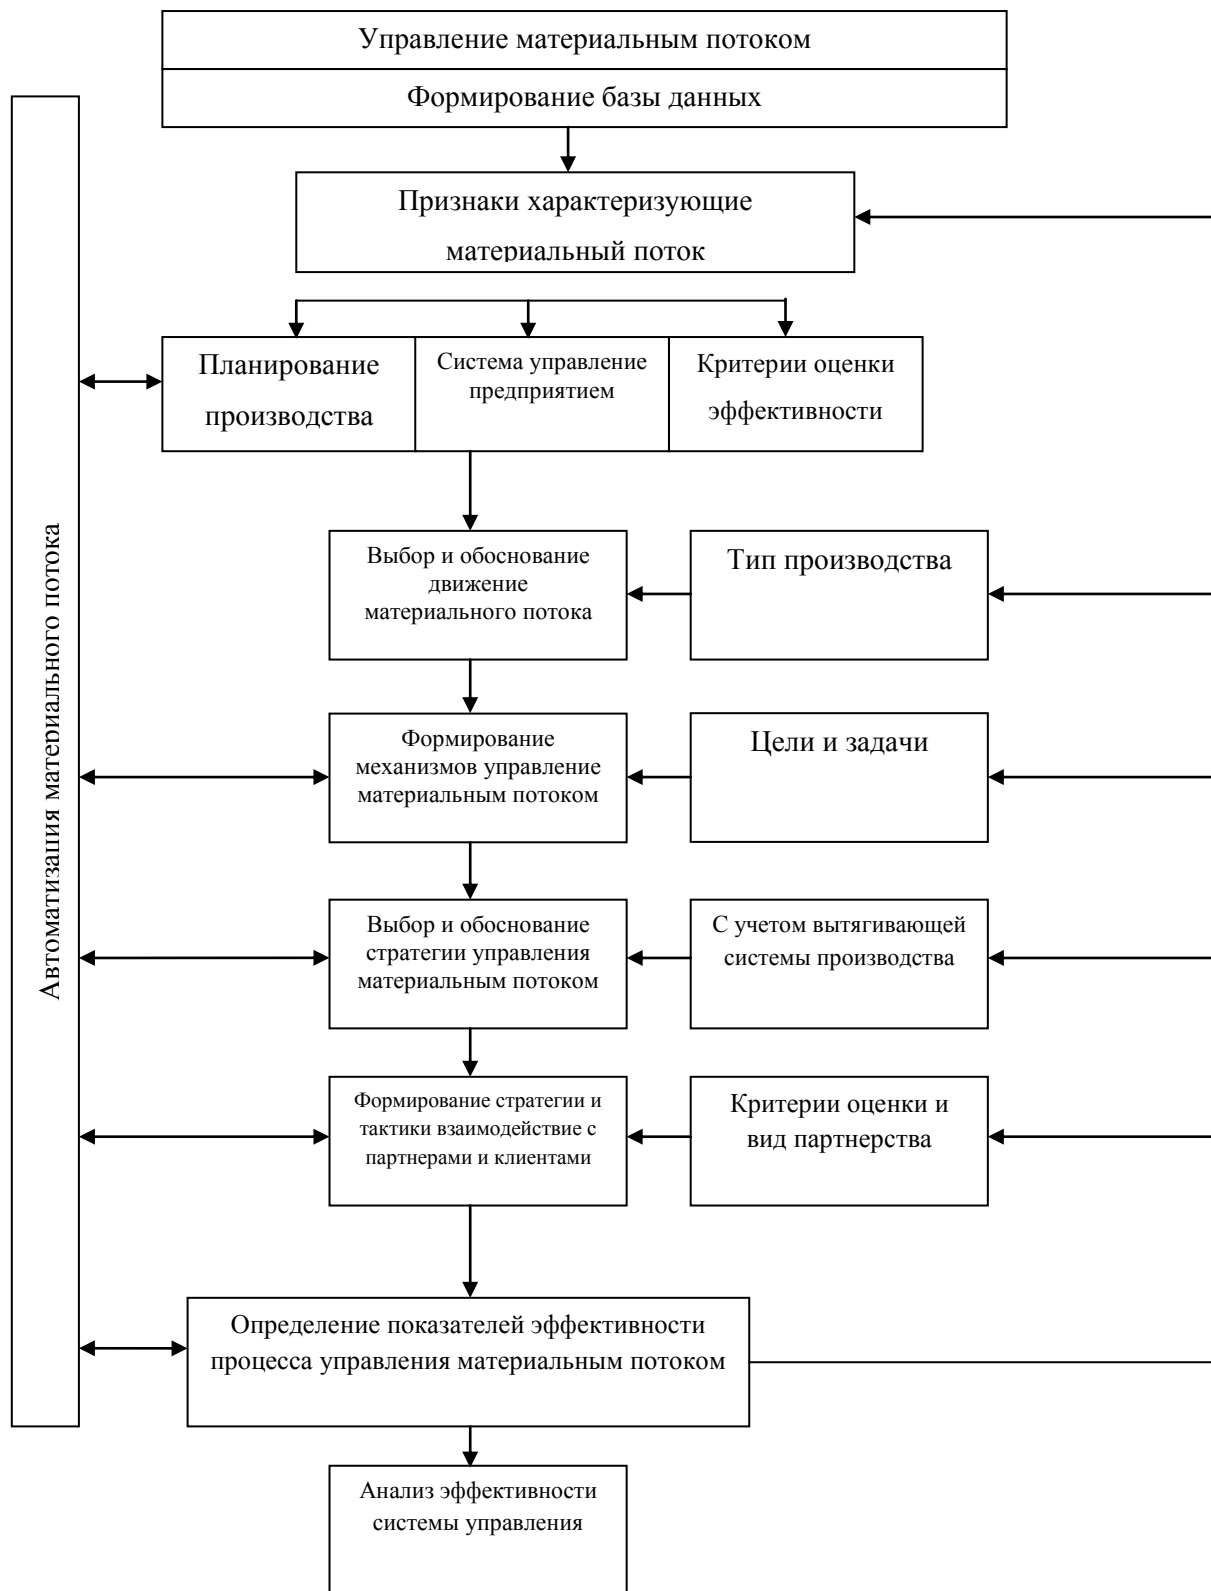 Управление материальным потоком
Формирование базы данных
Признаки характеризующие
материальный поток
Планирование
производства
Система управление
предприятием
Критерии оценки
эффективности
Автоматизация материального потока
Выбор и обоснование
движение
материального потока
Тип производства
Формирование
механизмов управление
материальным потоком
Цели и задачи
Выбор и обоснование
стратегии управления
материальным потоком
С учетом вытягивающей
системы производства
Формирование стратегии и
тактики взаимодействие с
партнерами и клиентами
Критерии оценки и
вид партнерства
Определение показателей эффективности
процесса управления материальным потоком
Анализ эффективности
системы управления